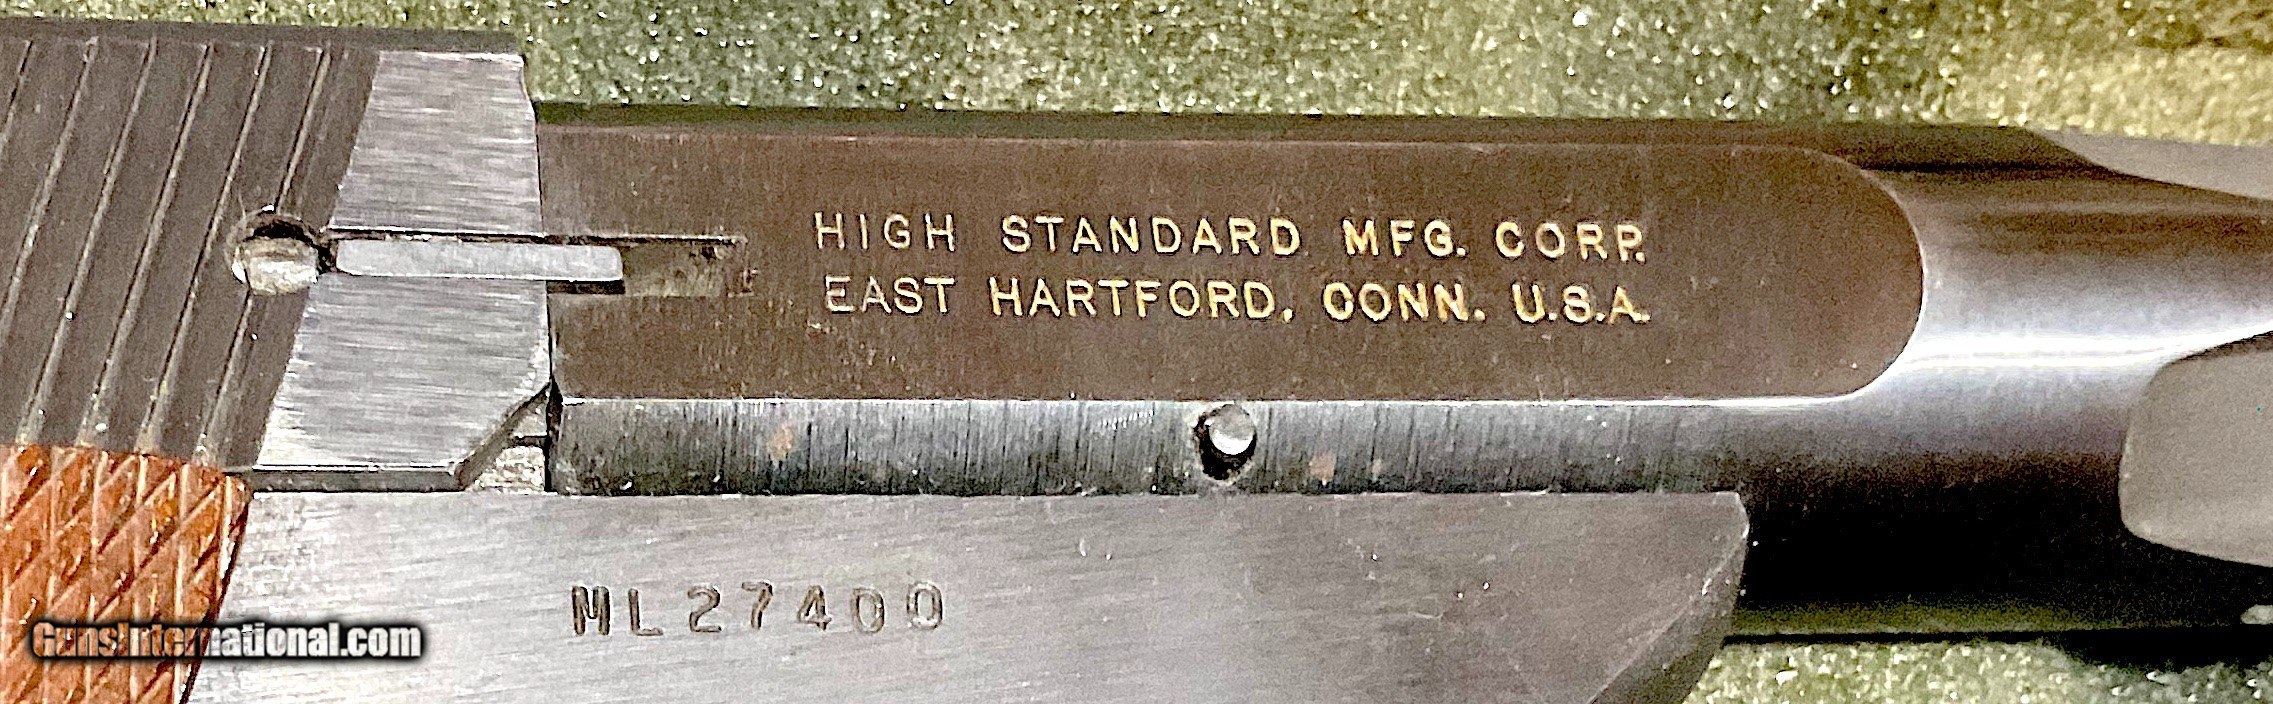 HIGH STANDARD MFG. CORP.
EAST HARTFORD, CONN. U.S.A.
ML27400
GunsInternational.com